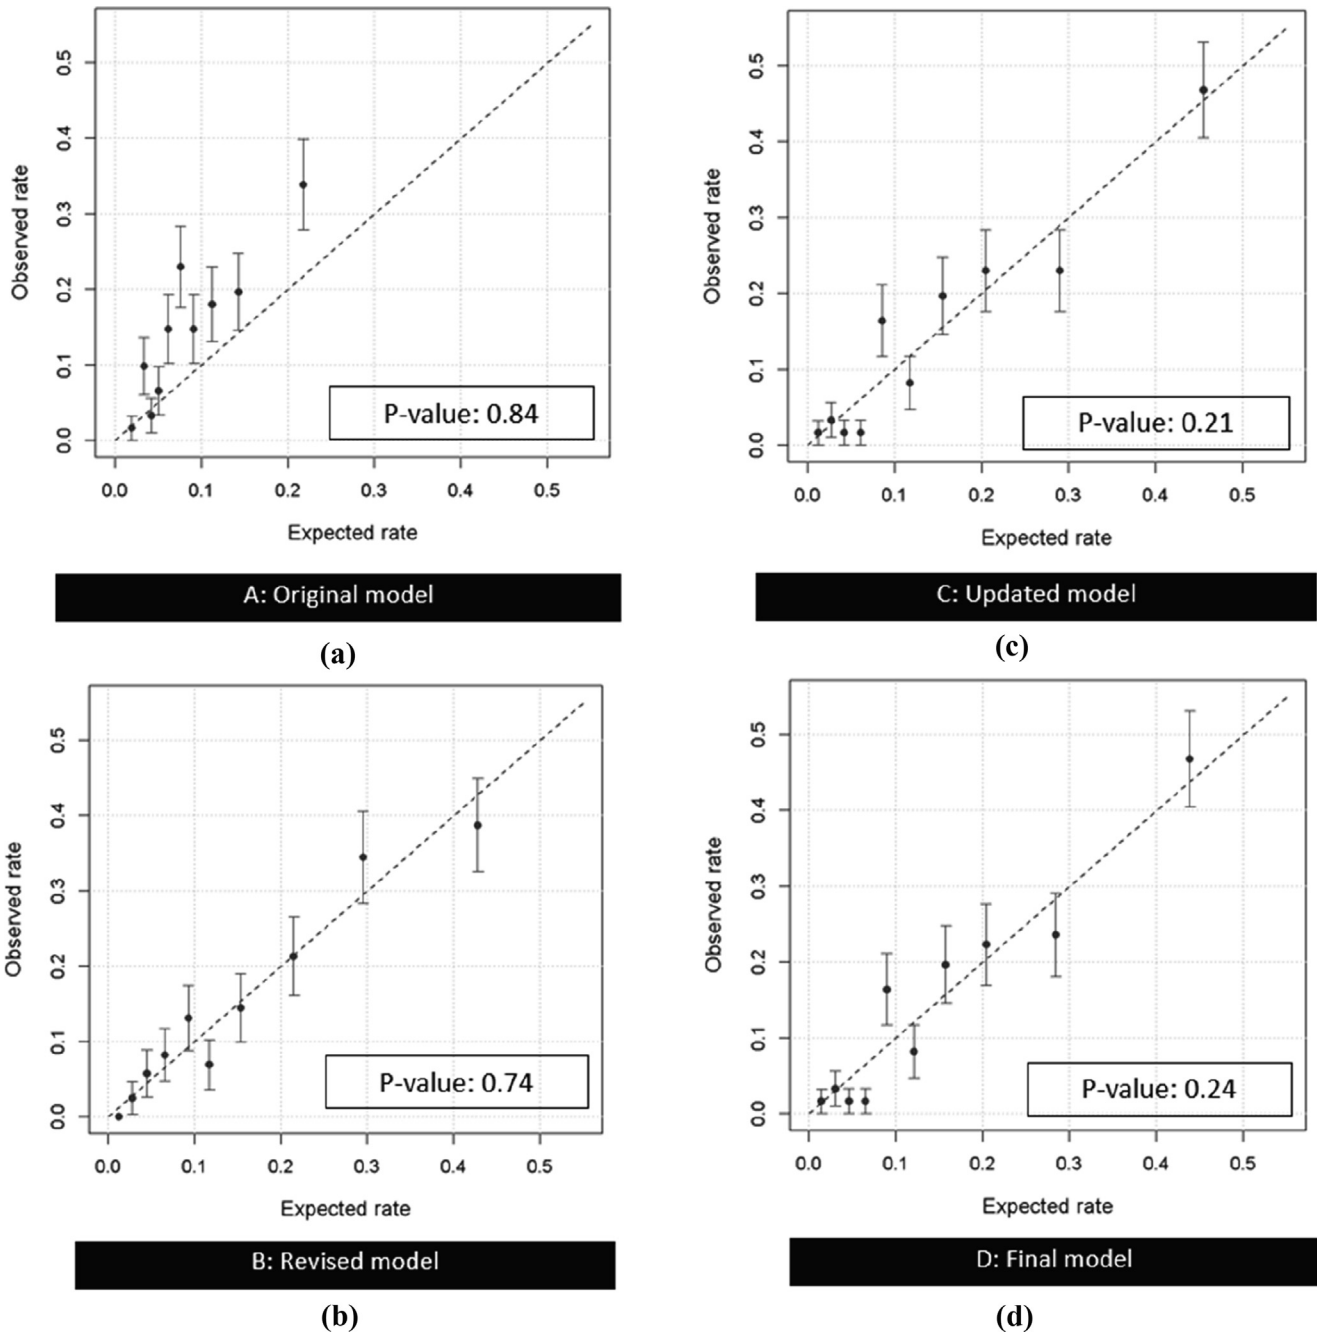 0.0 0.1 0.2 0.3 0.4 0.5
Observed rate
P-value: 0.84
0.0 0.1 0.2 0.3 0.4 0.5
Expected rate
A: Original model
(a)
0.0 0.1 0.2 0.3 0.4 0.5
Observed rate
P-value: 0.21
0.0 0.1 0.2 0.3 0.4 0.5
Expected rate
C: Updated model
(c)
0.0 0.1 0.2 0.3 0.4 0.5
Observed rate
P-value: 0.74
0.0 0.1 0.2 0.3 0.4 0.5
Expected rate
B: Revised model
(b)
0.0 0.1 0.2 0.3 0.4 0.5
Observed rate
P-value: 0.24
0.0 0.1 0.2 0.3 0.4 0.5
Expected rate
D: Final model
(d)